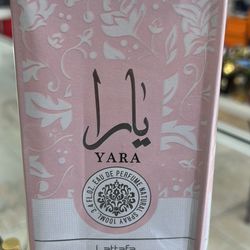 يارا
YARA
EAU DE PERFUME NATURAL SPRAY 100ML 3.4 FL.OZ.
Lattafa